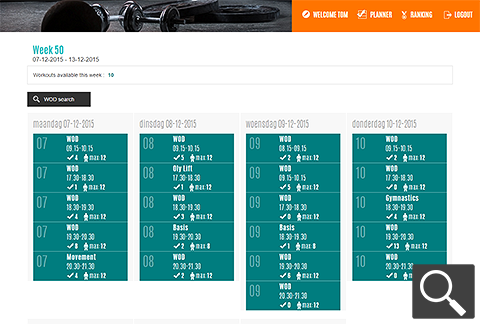 WELCOME TOM PLANNER RANKING LOGOUT
Week 50
07-12-2015 - 13-12-2015
Workouts available this week : 10
WOD search
maandag 07-12-2015
07 WOD
09.15-10.15
4 max 12
07 WOD
17.30-18.30
1 max 12
07 WOD
18.30-19.30
4 max 12
07 WOD
19.30-20.30
6 max 12
07 Movement
20.30-21.30
4 max 12
dinsdag 08-12-2015
08 WOD
09.15-10.15
5 max 12
08 Oly Lift
17.30-18.30
1 max 12
08 WOD
18.30-19.30
3 max 12
08 Basis
19.30-20.30
2 max 8
08 WOD
20.30-21.30
2 max 12
woensdag 09-12-2015
09 WOD
08.15-09.15
2 max 12
09 WOD
09.15-10.15
5 max 12
09 WOD
17.30-18.30
0 max 12
09 Basis
18.30-19.30
1 max 8
09 WOD
19.30-20.30
6 max 12
09 WOD
20.30-21.30
0 max 12
donderdag 10-12-2015
10 WOD
09.15-10.15
2 max 12
10 WOD
17.30-18.30
0 max 12
10 Gymnastics
18.30-19.30
4 max 12
10 WOD
19.30-20.30
13 max 12
10 WOD
20.30-21.30
0